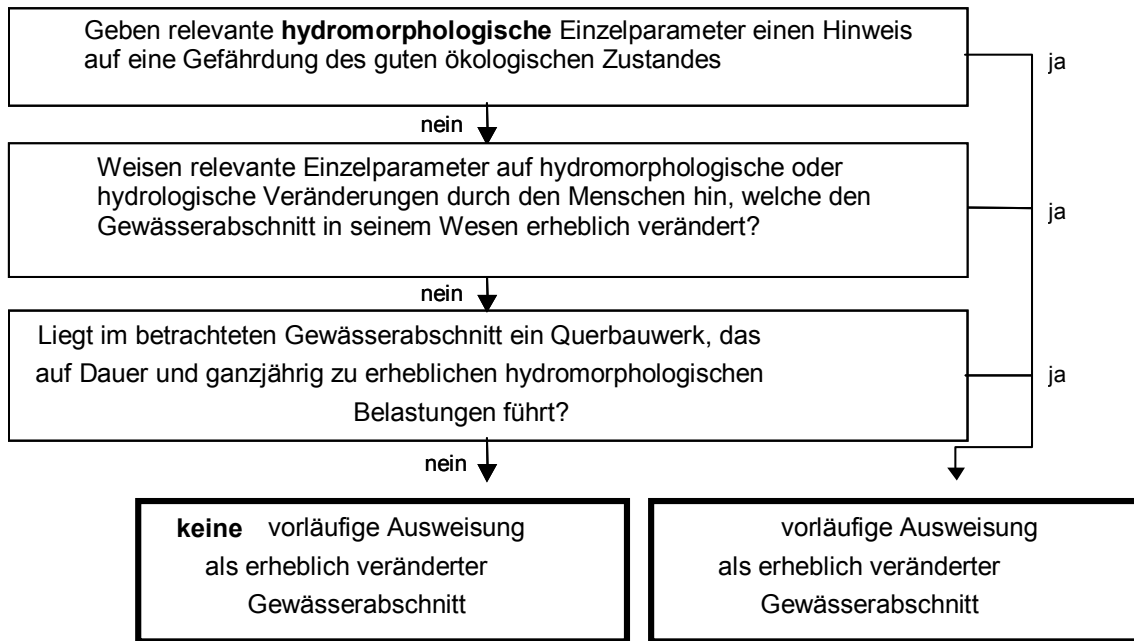 Geben relevante hydromorphologische Einzelparameter einen Hinweis
auf eine Gefährdung des guten ökologischen Zustandes
ja
nein
Weisen relevante Einzelparameter auf hydromorphologische oder
hydrologische Veränderungen durch den Menschen hin, welche den
Gewässerabschnitt in seinem Wesen erheblich verändert?
ja
nein
Liegt im betrachteten Gewässerabschnitt ein Querbauwerk, das
auf Dauer und ganzjährig zu erheblichen hydromorphologischen
Belastungen führt?
ja
nein
keine vorläufige Ausweisung
als erheblich veränderter
Gewässerabschnitt
vorläufige Ausweisung
als erheblich veränderter
Gewässerabschnitt